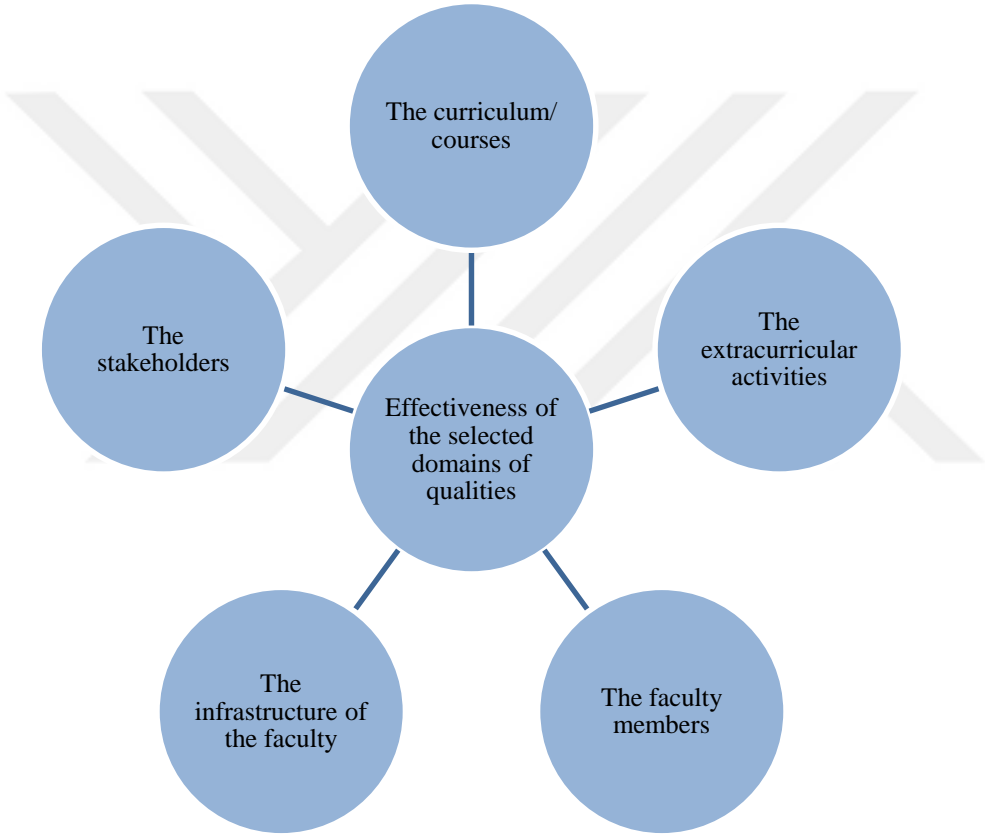 The curriculum/
courses
The
stakeholders
The
extracurricular
activities
Effectiveness of
the selected
domains of
qualities
The
infrastructure of
the faculty
The faculty
members